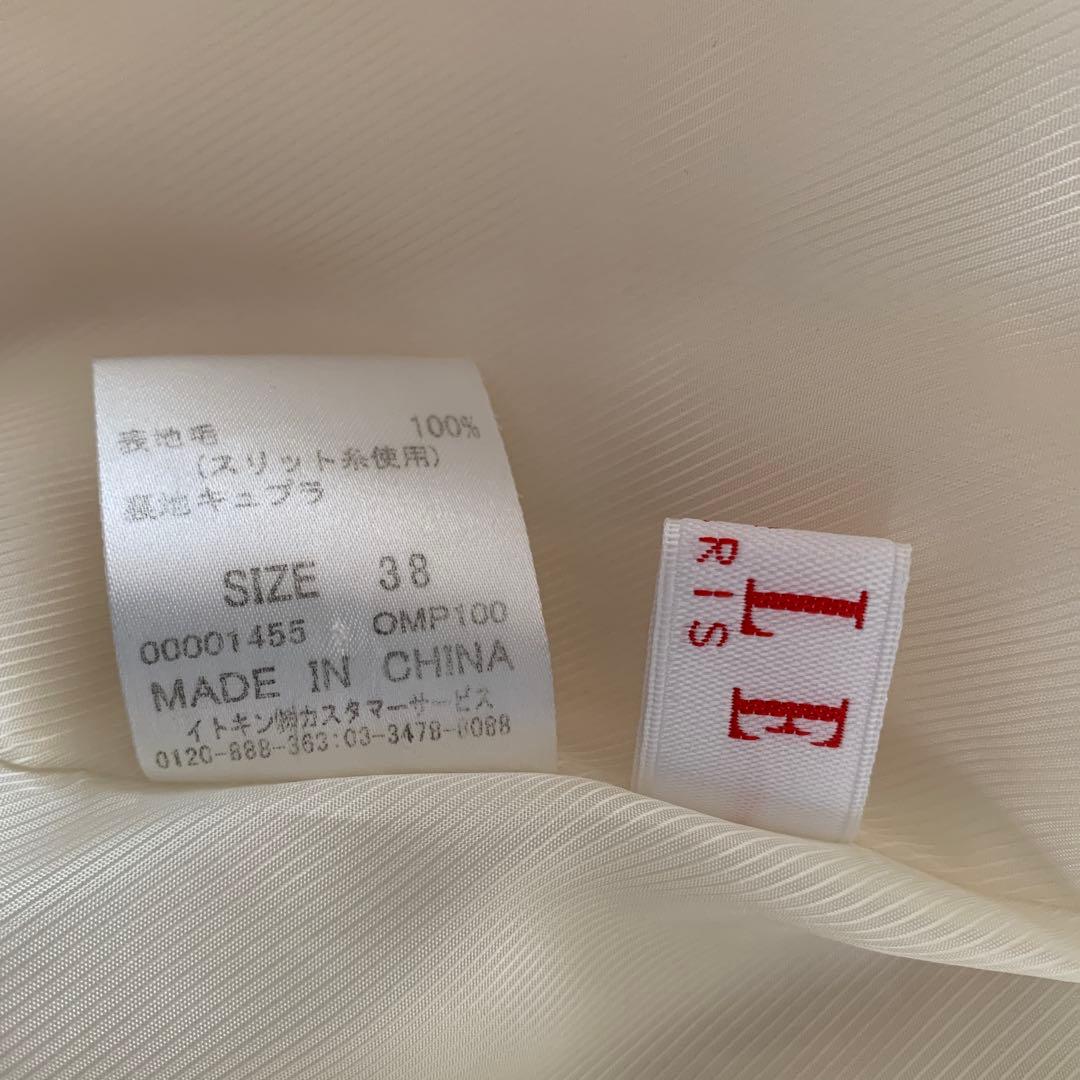 表地毛 100%
(スリット糸使用)
裏地キュプラ
SIZE 38
00001455 OMP100
MADE IN CHINA
イトキン㈱カスタマーサービス
0120-888-363:03-3478-8088
LE
RIS